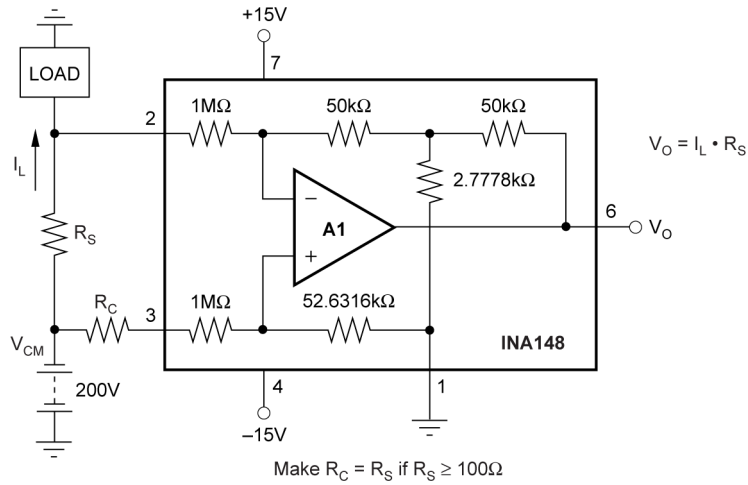 +15V
7
LOAD
2
1MΩ
50kΩ
50kΩ
V_O = I_L • R_S
I_L
2.7778kΩ
−
A1
6
V_O
R_S
+
R_C
3
1MΩ
52.6316kΩ
V_CM
INA148
200V
4
1
–15V
Make R_C = R_S if R_S ≥ 100Ω